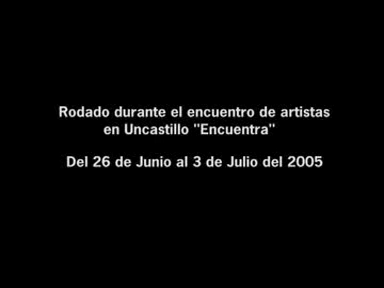 Rodado durante el encuentro de artistas
en Uncastillo "Encuentra"
Del 26 de Junio al 3 de Julio del 2005